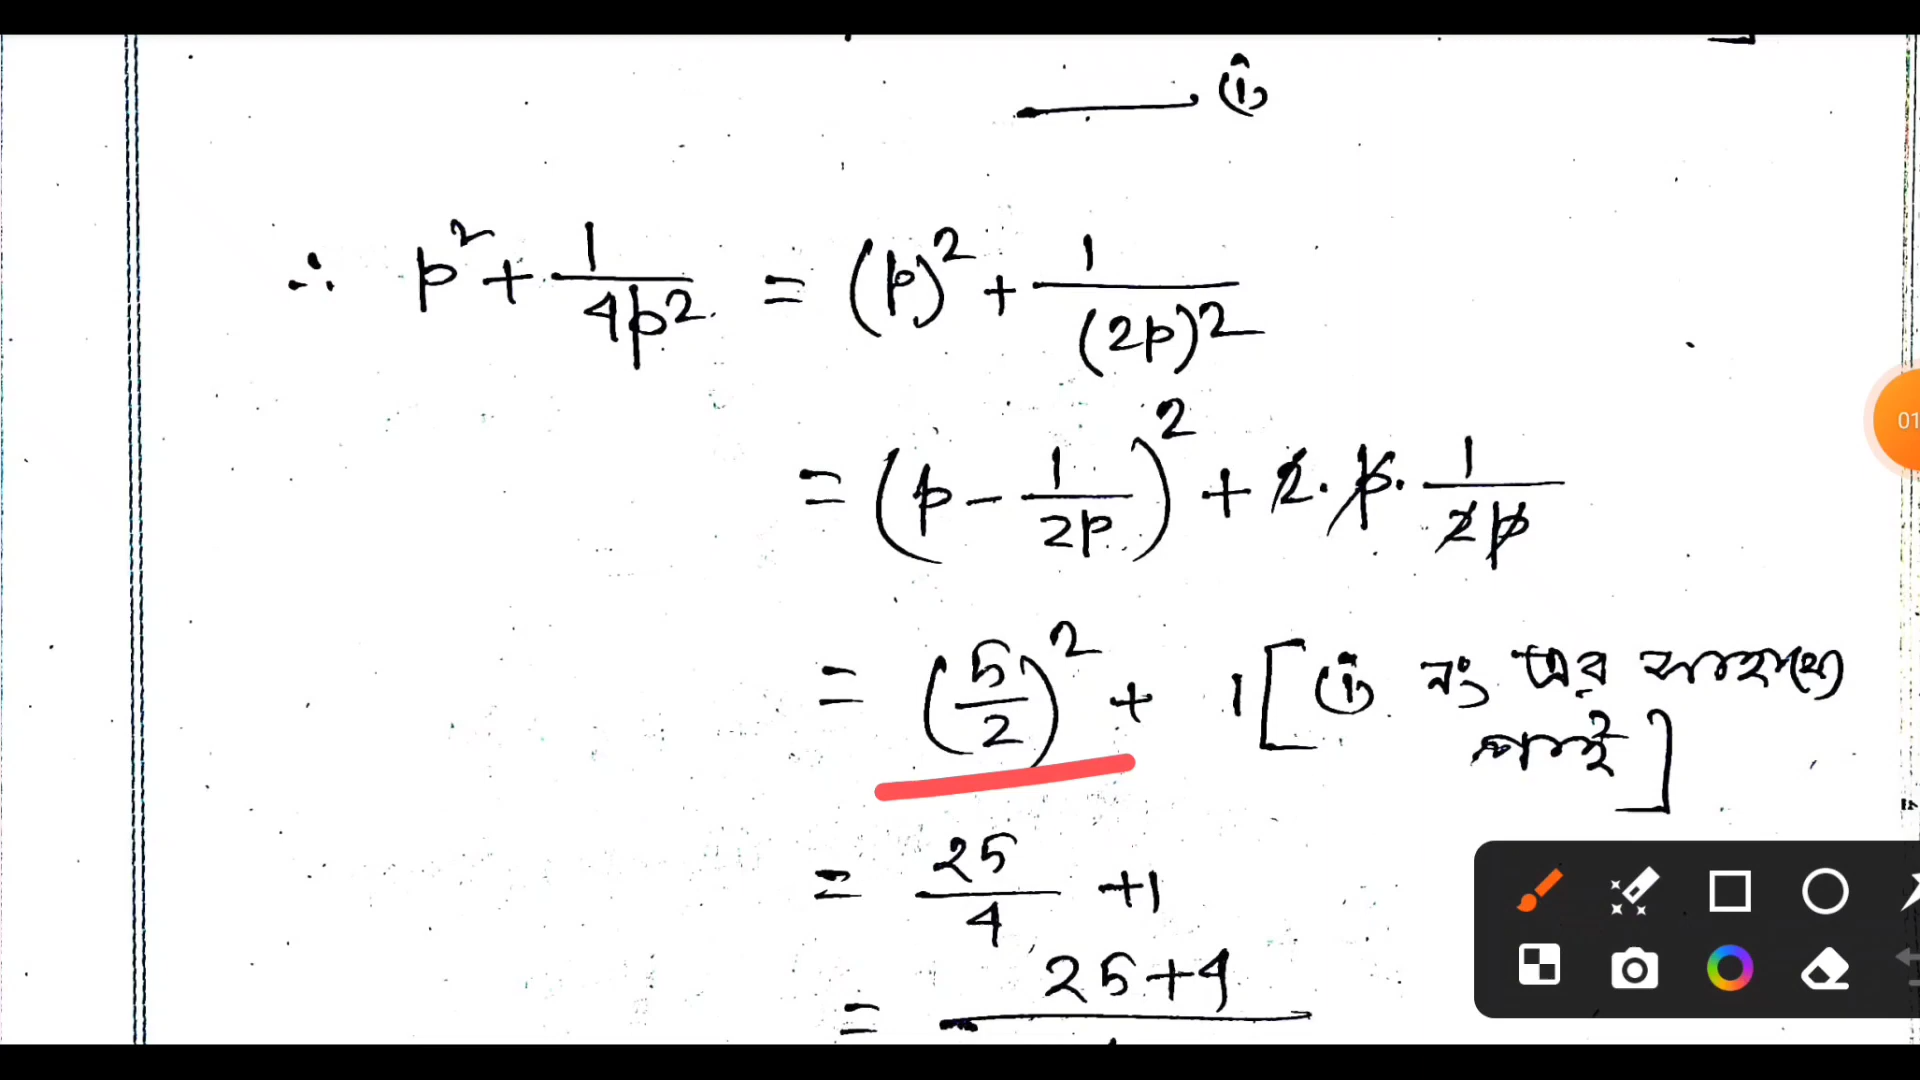 (i)
∴ p² + 1/4p² = (p)² + 1/(2p)²
= (p - 1/2p)² + 2·p·1/2p
= (5/2)² + 1 [(i) নং এর সাহায্যে
পাই]
= 25/4 + 1
= 25+4
01